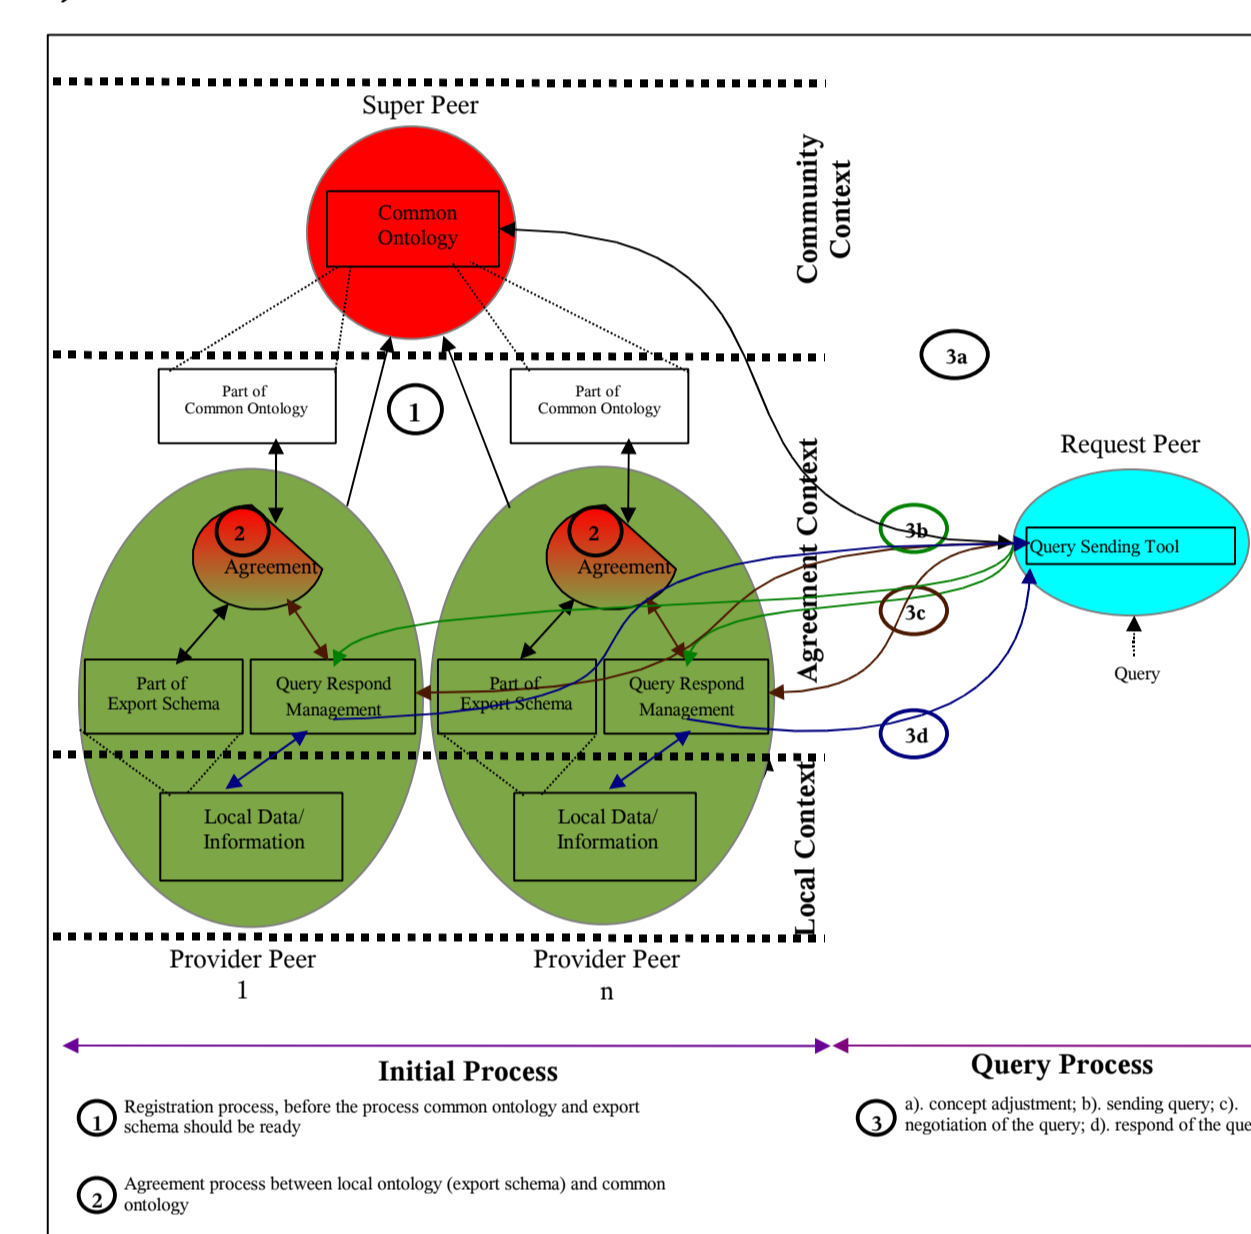 Super Peer
Common
Ontology
Community
Context
Part of
Common Ontology
1
Part of
Common Ontology
3a
Request Peer
Agreement Context
2
Agreement
2
Agreement
3b
Query Sending Tool
3c
Query
Part of
Export Schema
Query Respond
Management
Part of
Export Schema
Query Respond
Management
3d
Local Context
Local Data/
Information
Local Data/
Information
Provider Peer
1
Provider Peer
n
Initial Process
Query Process
1
Registration process, before the process common ontology and export
schema should be ready
3
a). concept adjustment; b). sending query; c).
negotiation of the query; d). respond of the que
2
Agreement process between local ontology (export schema) and common
ontology